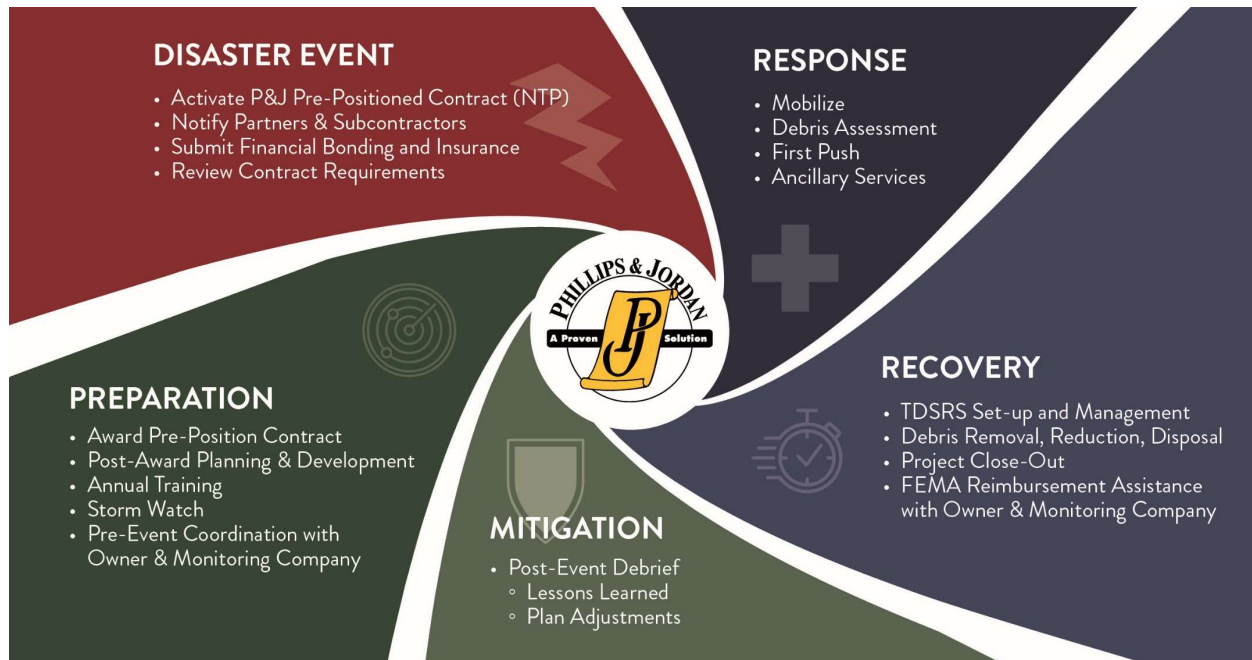 DISASTER EVENT
• Activate P&J Pre-Positioned Contract (NTP)
• Notify Partners & Subcontractors
• Submit Financial Bonding and Insurance
• Review Contract Requirements
RESPONSE
• Mobilize
• Debris Assessment
• First Push
• Ancillary Services
PHILLIPS & JORDAN
A Proven PJ Solution
PREPARATION
• Award Pre-Position Contract
• Post-Award Planning & Development
• Annual Training
• Storm Watch
• Pre-Event Coordination with
Owner & Monitoring Company
MITIGATION
• Post-Event Debrief
◦ Lessons Learned
◦ Plan Adjustments
RECOVERY
• TDSRS Set-up and Management
• Debris Removal, Reduction, Disposal
• Project Close-Out
• FEMA Reimbursement Assistance
with Owner & Monitoring Company